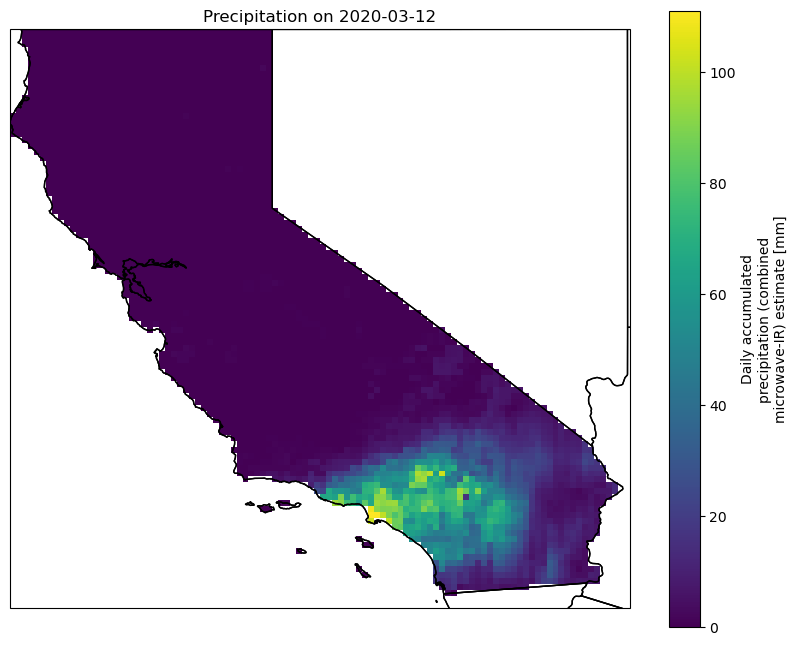 Precipitation on 2020-03-12
100
80
60
40
20
0
Daily accumulated
precipitation (combined
microwave-IR) estimate [mm]